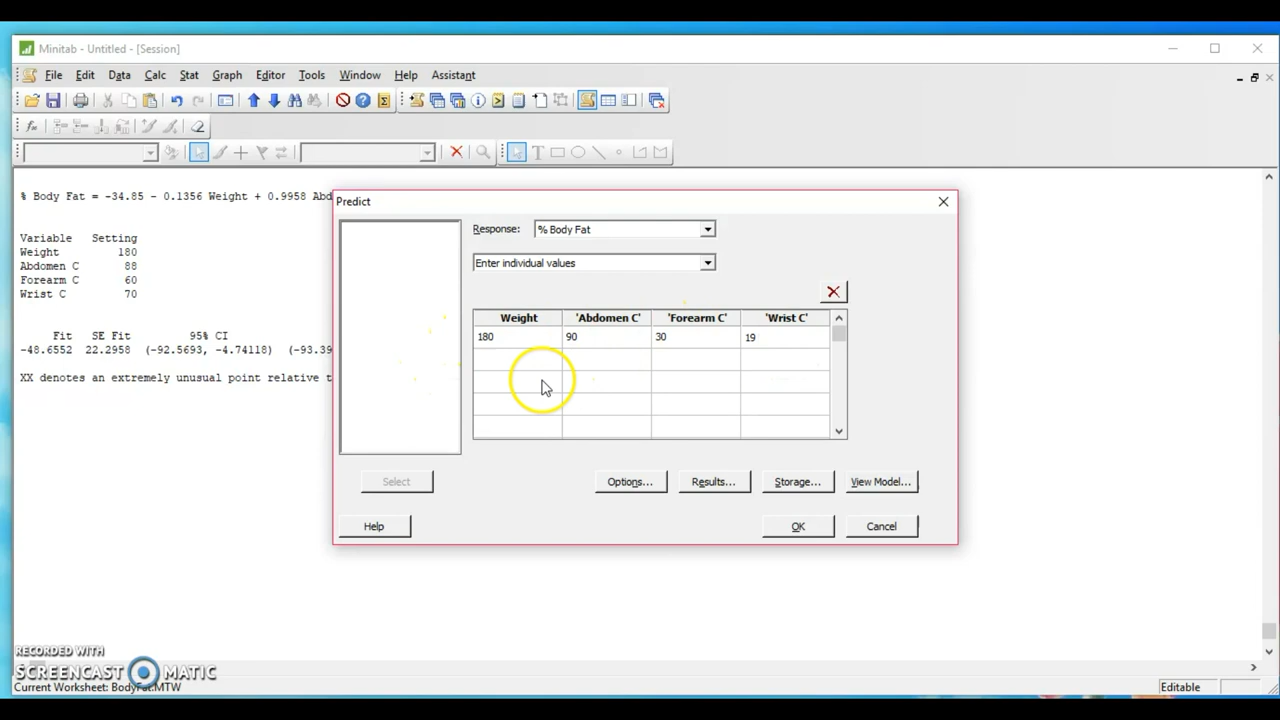 Minitab - Untitled - [Session]
File Edit Data Calc Stat Graph Editor Tools Window Help Assistant
% Body Fat = -34.85 - 0.1356 Weight + 0.9958 Abd
Variable Setting
Weight 180
Abdomen C 88
Forearm C 60
Wrist C 70
Fit SE Fit 95% CI
-48.6552 22.2958 (-92.5693, -4.74118) (-93.39
XX denotes an extremely unusual point relative t
Predict
Response: % Body Fat
Enter individual values
Weight 'Abdomen C' 'Forearm C' 'Wrist C'
180 90 30 19
Select Options... Results... Storage... View Model...
Help OK Cancel
RECORDED WITH
SCREENCAST MATIC
Current Worksheet: BodyFat.MTW
Editable